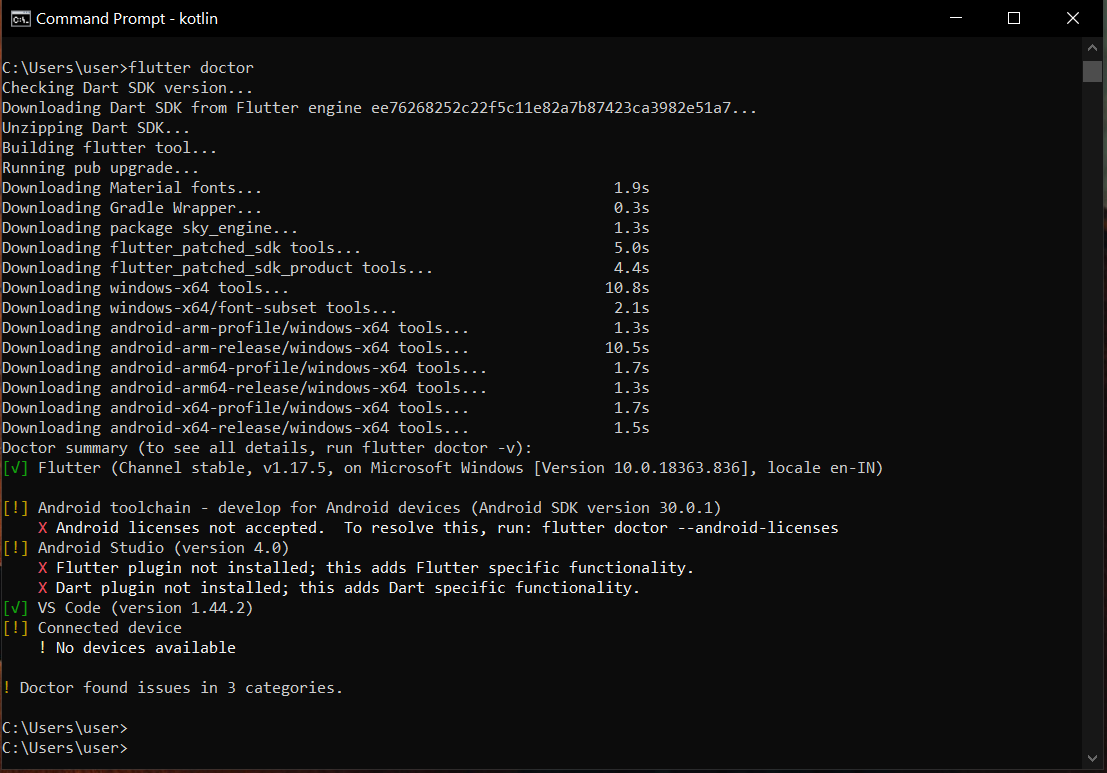 Command Prompt - kotlin
C:\Users\user>flutter doctor
Checking Dart SDK version...
Downloading Dart SDK from Flutter engine ee76268252c22f5c11e82a7b87423ca3982e51a7...
Unzipping Dart SDK...
Building flutter tool...
Running pub upgrade...
Downloading Material fonts... 1.9s
Downloading Gradle Wrapper... 0.3s
Downloading package sky_engine... 1.3s
Downloading flutter_patched_sdk tools... 5.0s
Downloading flutter_patched_sdk_product tools... 4.4s
Downloading windows-x64 tools... 10.8s
Downloading windows-x64/font-subset tools... 2.1s
Downloading android-arm-profile/windows-x64 tools... 1.3s
Downloading android-arm-release/windows-x64 tools... 10.5s
Downloading android-arm64-profile/windows-x64 tools... 1.7s
Downloading android-arm64-release/windows-x64 tools... 1.3s
Downloading android-x64-profile/windows-x64 tools... 1.7s
Downloading android-x64-release/windows-x64 tools... 1.5s
Doctor summary (to see all details, run flutter doctor -v):
[√] Flutter (Channel stable, v1.17.5, on Microsoft Windows [Version 10.0.18363.836], locale en-IN)
[!] Android toolchain - develop for Android devices (Android SDK version 30.0.1)
X Android licenses not accepted.  To resolve this, run: flutter doctor --android-licenses
[!] Android Studio (version 4.0)
X Flutter plugin not installed; this adds Flutter specific functionality.
X Dart plugin not installed; this adds Dart specific functionality.
[√] VS Code (version 1.44.2)
[!] Connected device
! No devices available
! Doctor found issues in 3 categories.
C:\Users\user>
C:\Users\user>